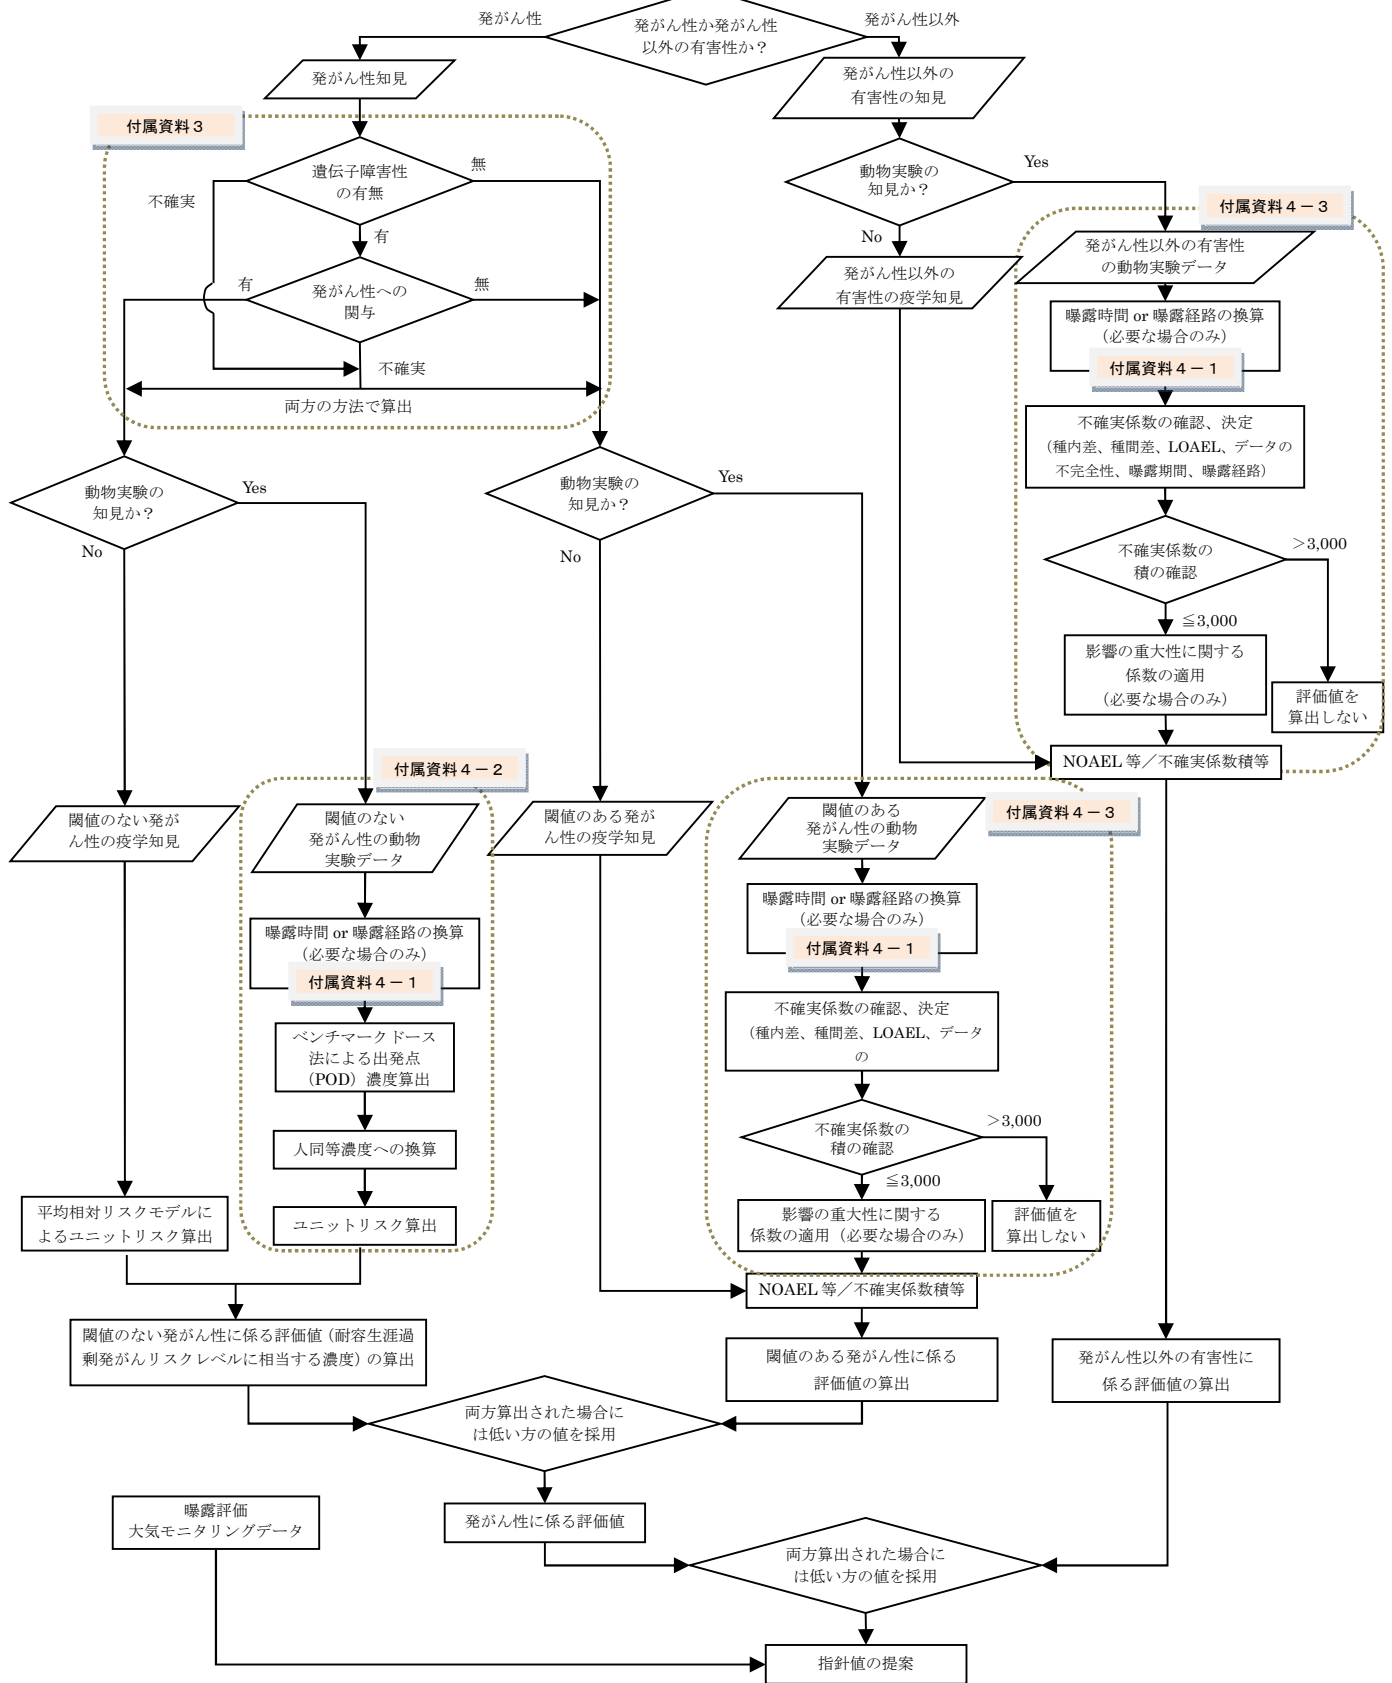 発がん性
発がん性か発がん性
以外の有害性か?
発がん性以外
発がん性知見
発がん性以外の
有害性の知見
付属資料3
遺伝子障害性
の有無
無
不確実
有
発がん性への
関与
有
無
不確実
両方の方法で算出
動物実験の
知見か?
Yes
No
発がん性以外の
有害性の疫学知見
付属資料4-3
発がん性以外の有害性
の動物実験データ
曝露時間 or 曝露経路の換算
(必要な場合のみ)
付属資料4-1
不確実係数の確認、決定
(種内差、種間差、LOAEL、データの
不完全性、曝露期間、曝露経路)
不確実係数の
積の確認
>3,000
≦3,000
影響の重大性に関する
係数の適用
(必要な場合のみ)
評価値を
算出しない
NOAEL 等/不確実係数積等
動物実験の
知見か?
Yes
No
動物実験の
知見か?
Yes
No
付属資料4-2
閾値のない発が
ん性の疫学知見
閾値のない
発がん性の動物
実験データ
曝露時間 or 曝露経路の換算
(必要な場合のみ)
付属資料4-1
ベンチマークドース
法による出発点
(POD)濃度算出
人同等濃度への換算
ユニットリスク算出
平均相対リスクモデルに
よるユニットリスク算出
閾値のある発が
ん性の疫学知見
閾値のある
発がん性の動物
実験データ
付属資料4-3
曝露時間 or 曝露経路の換算
(必要な場合のみ)
付属資料4-1
不確実係数の確認、決定
(種内差、種間差、LOAEL、データ
の
不確実係数の
積の確認
>3,000
≦3,000
影響の重大性に関する
係数の適用(必要な場合のみ)
評価値を
算出しない
NOAEL 等/不確実係数積等
閾値のない発がん性に係る評価値(耐容生涯過
剰発がんリスクレベルに相当する濃度)の算出
閾値のある発がん性に係る
評価値の算出
発がん性以外の有害性に
係る評価値の算出
両方算出された場合に
は低い方の値を採用
発がん性に係る評価値
曝露評価
大気モニタリングデータ
両方算出された場合に
は低い方の値を採用
指針値の提案